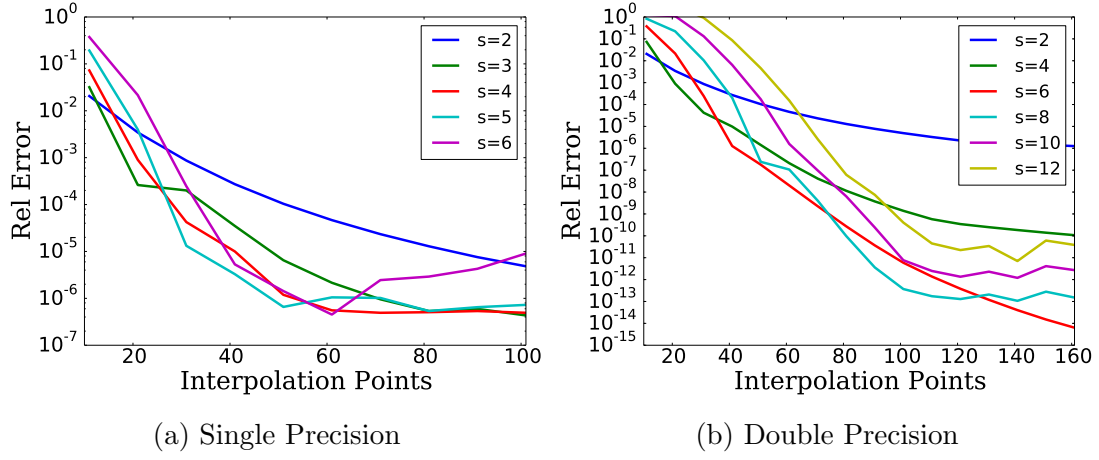 10^0
10^-1
10^-2
10^-3
10^-4
10^-5
10^-6
10^-7
Rel Error
s=2
s=3
s=4
s=5
s=6
20 40 60 80 100
Interpolation Points
(a) Single Precision
10^0
10^-1
10^-2
10^-3
10^-4
10^-5
10^-6
10^-7
10^-8
10^-9
10^-10
10^-11
10^-12
10^-13
10^-14
10^-15
Rel Error
s=2
s=4
s=6
s=8
s=10
s=12
20 40 60 80 100 120 140 160
Interpolation Points
(b) Double Precision